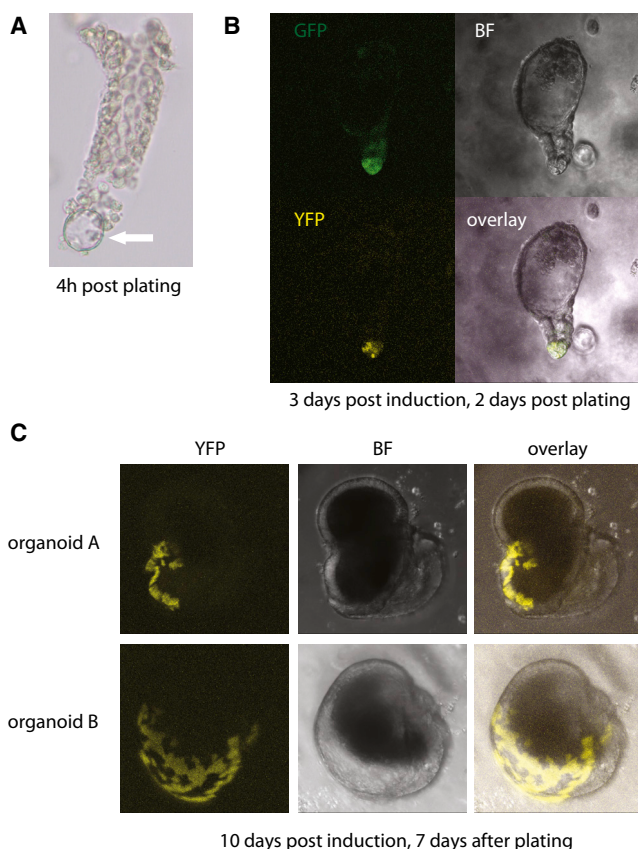 A
4h post plating
B
GFP
BF
YFP
overlay
3 days post induction, 2 days post plating
C
YFP BF overlay
organoid A
organoid B
10 days post induction, 7 days after plating